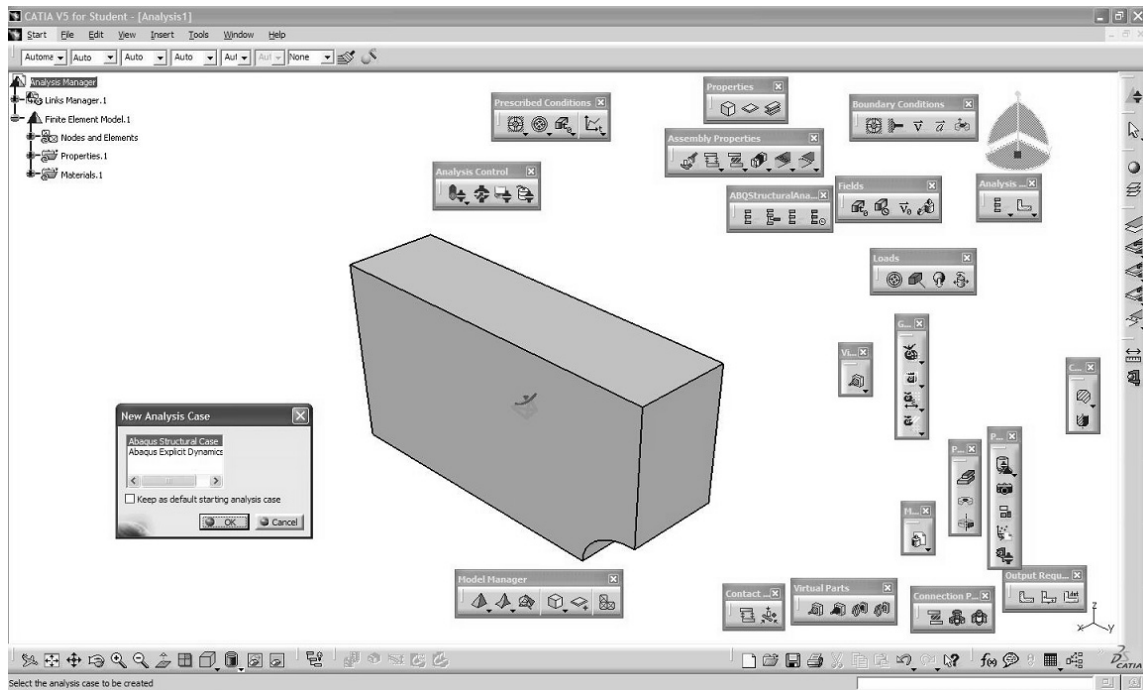 CATIA V5 for Student - [Analysis1]
Start File Edit View Insert Tools Window Help
Auto Auto Auto None
Analysis Manager
Links Manager.1
Finite Element Model.1
Nodes and Elements
Properties.1
Materials.1
Prescribed Conditions
Properties
Boundary Conditions
Assembly Properties
Analysis Control
ABQStructuralAna...
Fields
Analysis ...
Loads
G...
Vi...
C...
New Analysis Case
Abaqus Structural Case
Abaqus Explicit Dynamics
Keep as default starting analysis case
OK Cancel
P...
P...
M...
Model Manager
Contact ...
Virtual Parts
Connection P...
Output Requ...
z
x y
CATIA
Select the analysis case to be created